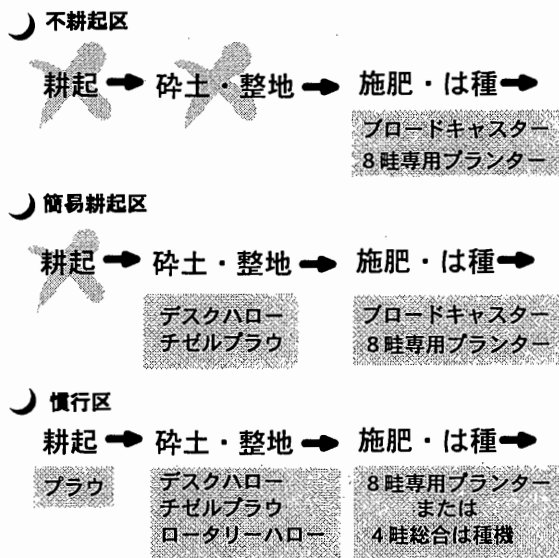 不耕起区
耕起➡砕土・整地➡施肥・は種➡
ブロードキャスター
8畦専用プランター
簡易耕起区
耕起➡砕土・整地➡施肥・は種➡
デスクハロー
チゼルプラウ
ブロードキャスター
8畦専用プランター
慣行区
耕起➡砕土・整地➡施肥・は種➡
プラウ
デスクハロー
チゼルプラウ
ロータリーハロー
8畦専用プランター
または
4畦総合は種機